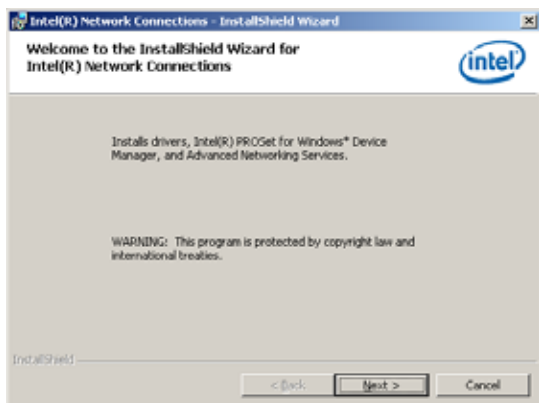 Intel(R) Network Connections - InstallShield Wizard
Welcome to the InstallShield Wizard for
Intel(R) Network Connections
intel
Installs drivers, Intel(R) PROSet for Windows* Device
Manager, and Advanced Networking Services.
WARNING: This program is protected by copyright law and
international treaties.
InstallShield
< Back
Next >
Cancel